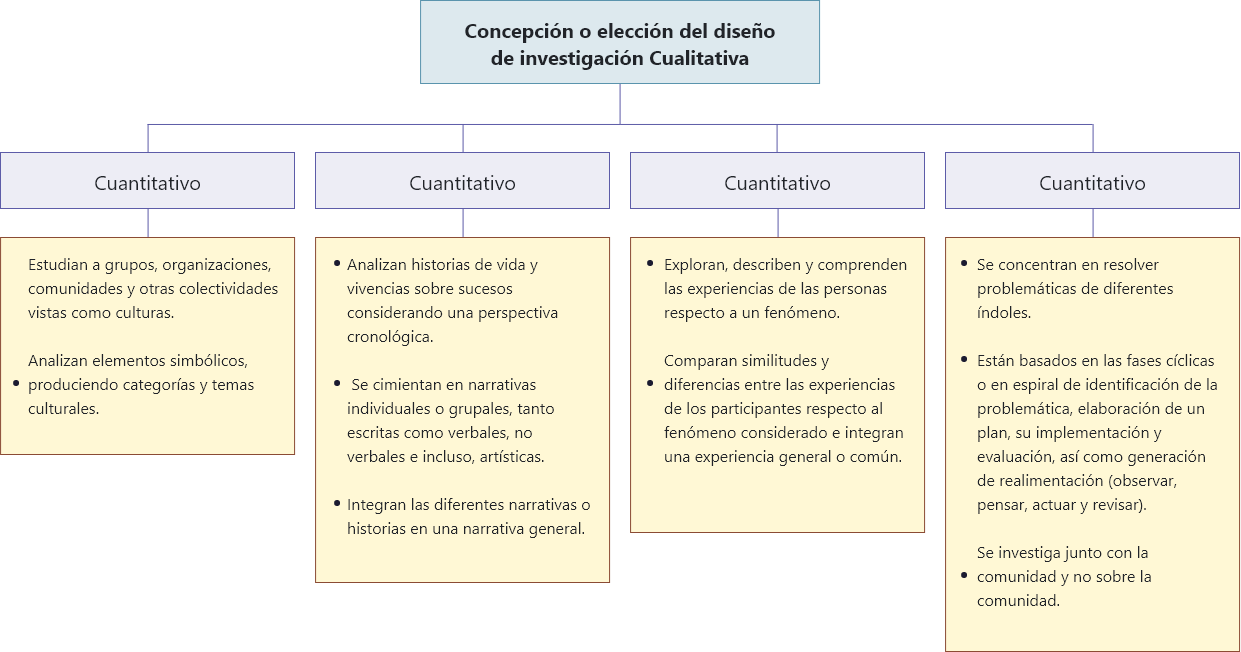 Concepción o elección del diseño
de investigación Cualitativa
Cuantitativo
Cuantitativo
Cuantitativo
Cuantitativo
Estudian a grupos, organizaciones,
comunidades y otras colectividades
vistas como culturas.
Analizan elementos simbólicos,
• produciendo categorías y temas
culturales.
• Analizan historias de vida y
vivencias sobre sucesos
considerando una perspectiva
cronológica.
• Se cimientan en narrativas
individuales o grupales, tanto
escritas como verbales, no
verbales e incluso, artísticas.
• Integran las diferentes narrativas o
historias en una narrativa general.
• Exploran, describen y comprenden
las experiencias de las personas
respecto a un fenómeno.
Comparan similitudes y
• diferencias entre las experiencias
de los participantes respecto al
fenómeno considerado e integran
una experiencia general o común.
• Se concentran en resolver
problemáticas de diferentes
índoles.
• Están basados en las fases cíclicas
o en espiral de identificación de la
problemática, elaboración de un
plan, su implementación y
evaluación, así como generación
de realimentación (observar,
pensar, actuar y revisar).
Se investiga junto con la
• comunidad y no sobre la
comunidad.